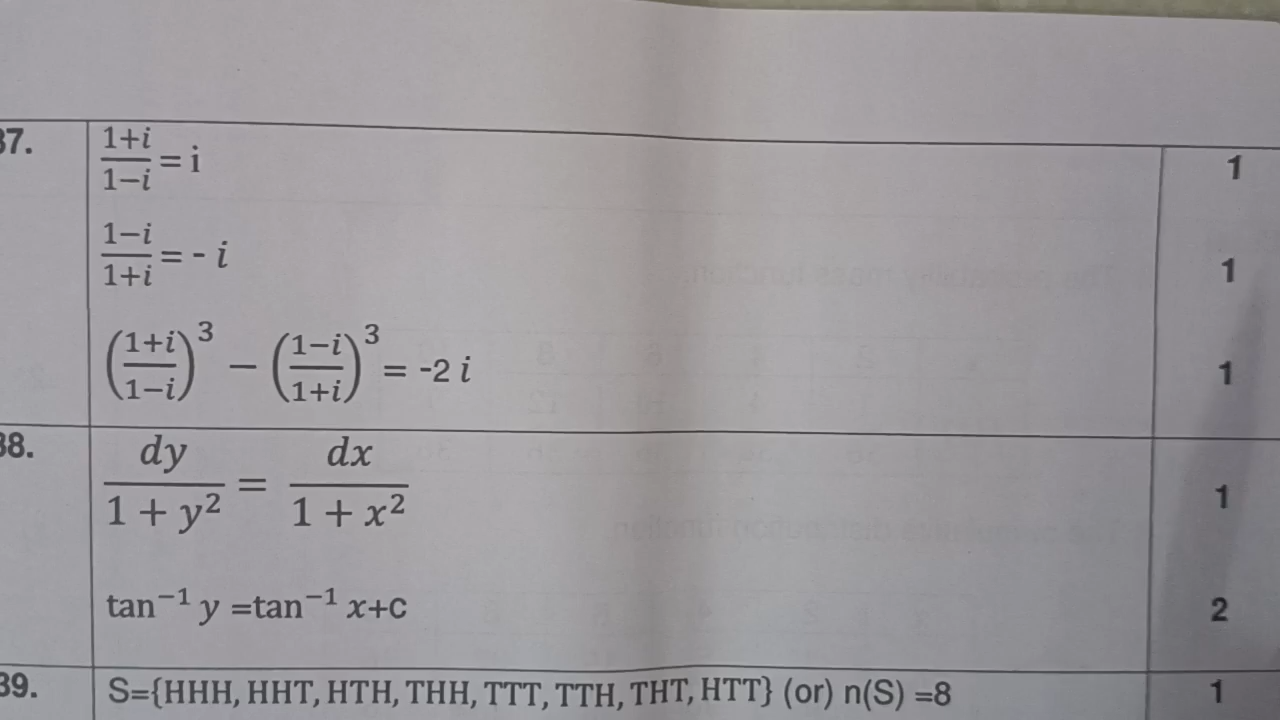 37. (1+i)/(1−i) = i 1
(1−i)/(1+i) = - i 1
((1+i)/(1−i))³ − ((1−i)/(1+i))³ = -2 i 1
38. dy/(1 + y²) = dx/(1 + x²) 1
tan⁻¹ y =tan⁻¹ x+c 2
39. S={HHH, HHT, HTH, THH, TTT, TTH, THT, HTT} (or) n(S) =8 1